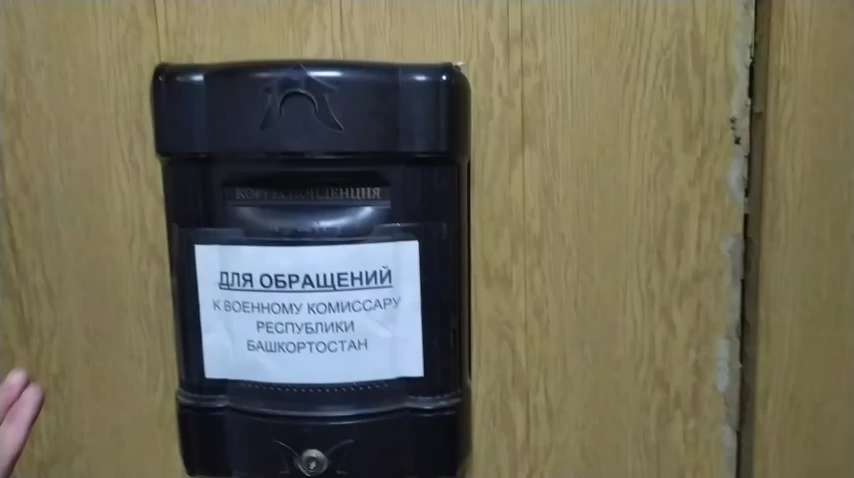 КОРРЕСПОНДЕНЦИЯ
ДЛЯ ОБРАЩЕНИЙ
К ВОЕННОМУ КОМИССАРУ
РЕСПУБЛИКИ
БАШКОРТОСТАН